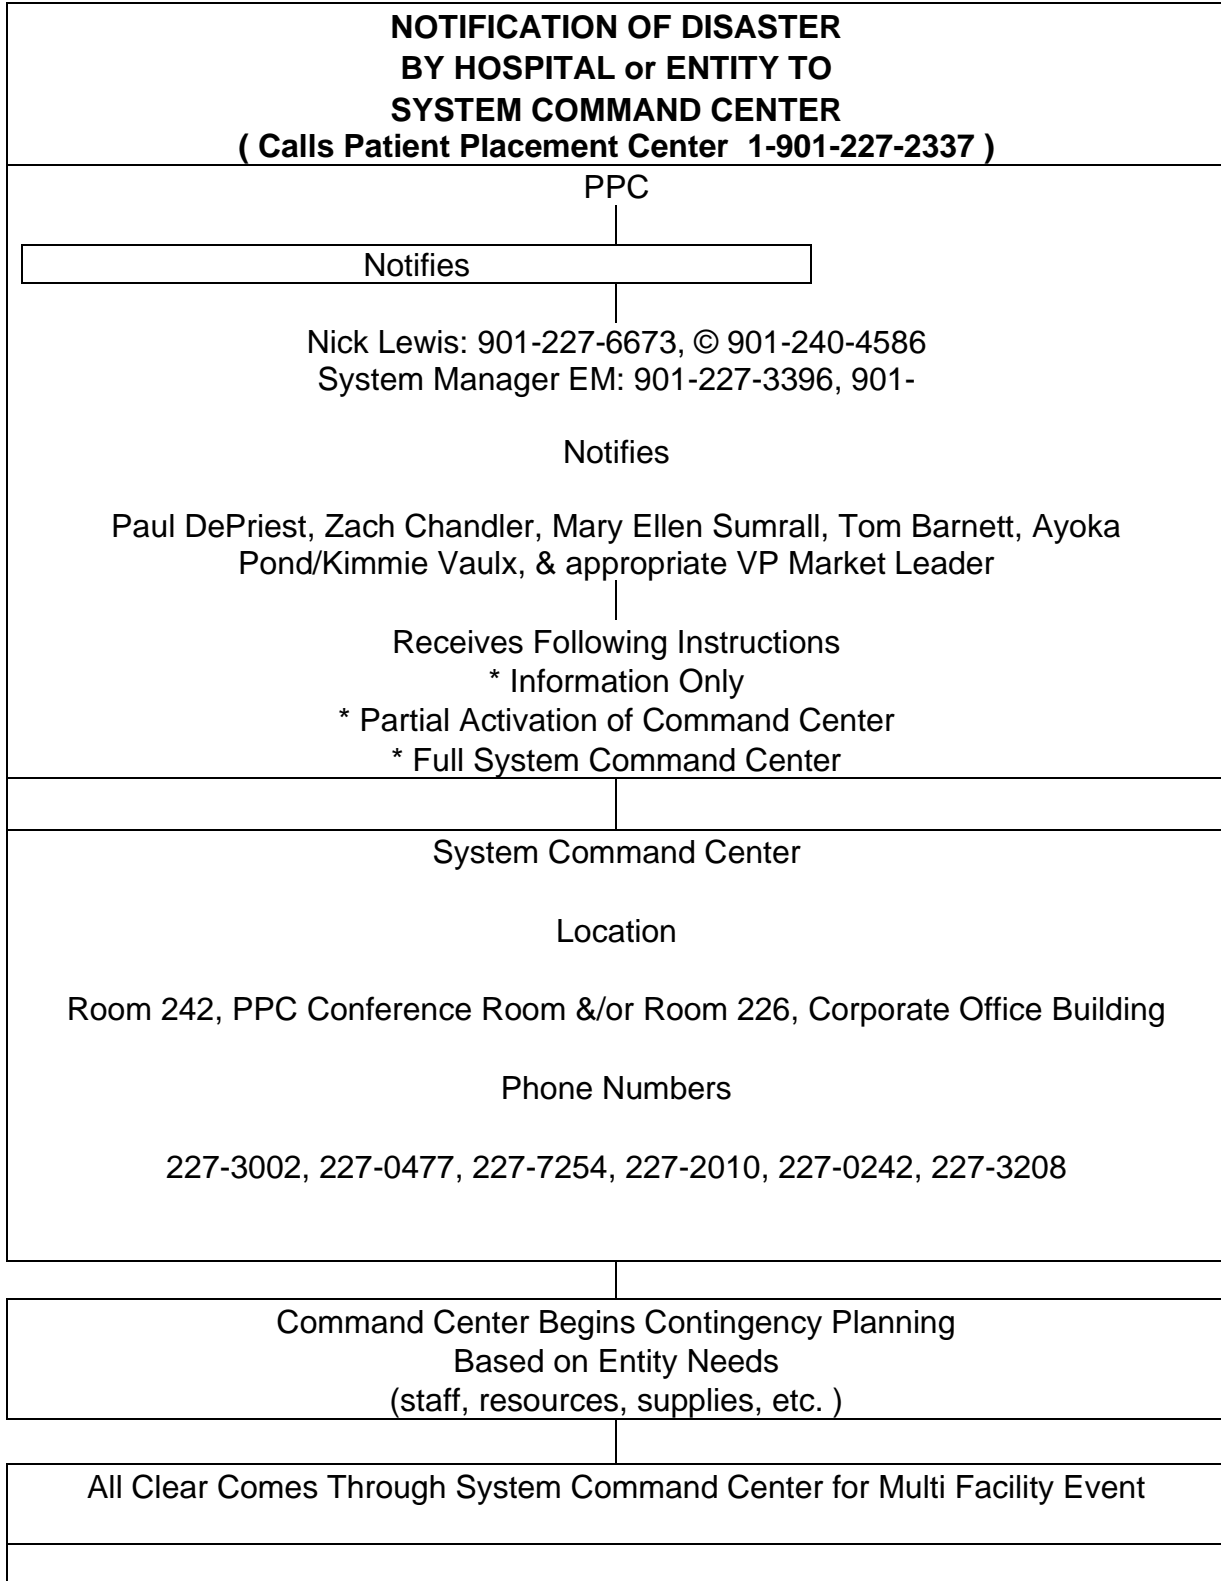 NOTIFICATION OF DISASTER
BY HOSPITAL or ENTITY TO
SYSTEM COMMAND CENTER
( Calls Patient Placement Center 1-901-227-2337 )
PPC
Notifies
Nick Lewis: 901-227-6673, © 901-240-4586
System Manager EM: 901-227-3396, 901-
Notifies
Paul DePriest, Zach Chandler, Mary Ellen Sumrall, Tom Barnett, Ayoka
Pond/Kimmie Vaulx, & appropriate VP Market Leader
Receives Following Instructions
* Information Only
* Partial Activation of Command Center
* Full System Command Center
System Command Center
Location
Room 242, PPC Conference Room &/or Room 226, Corporate Office Building
Phone Numbers
227-3002, 227-0477, 227-7254, 227-2010, 227-0242, 227-3208
Command Center Begins Contingency Planning
Based on Entity Needs
(staff, resources, supplies, etc. )
All Clear Comes Through System Command Center for Multi Facility Event